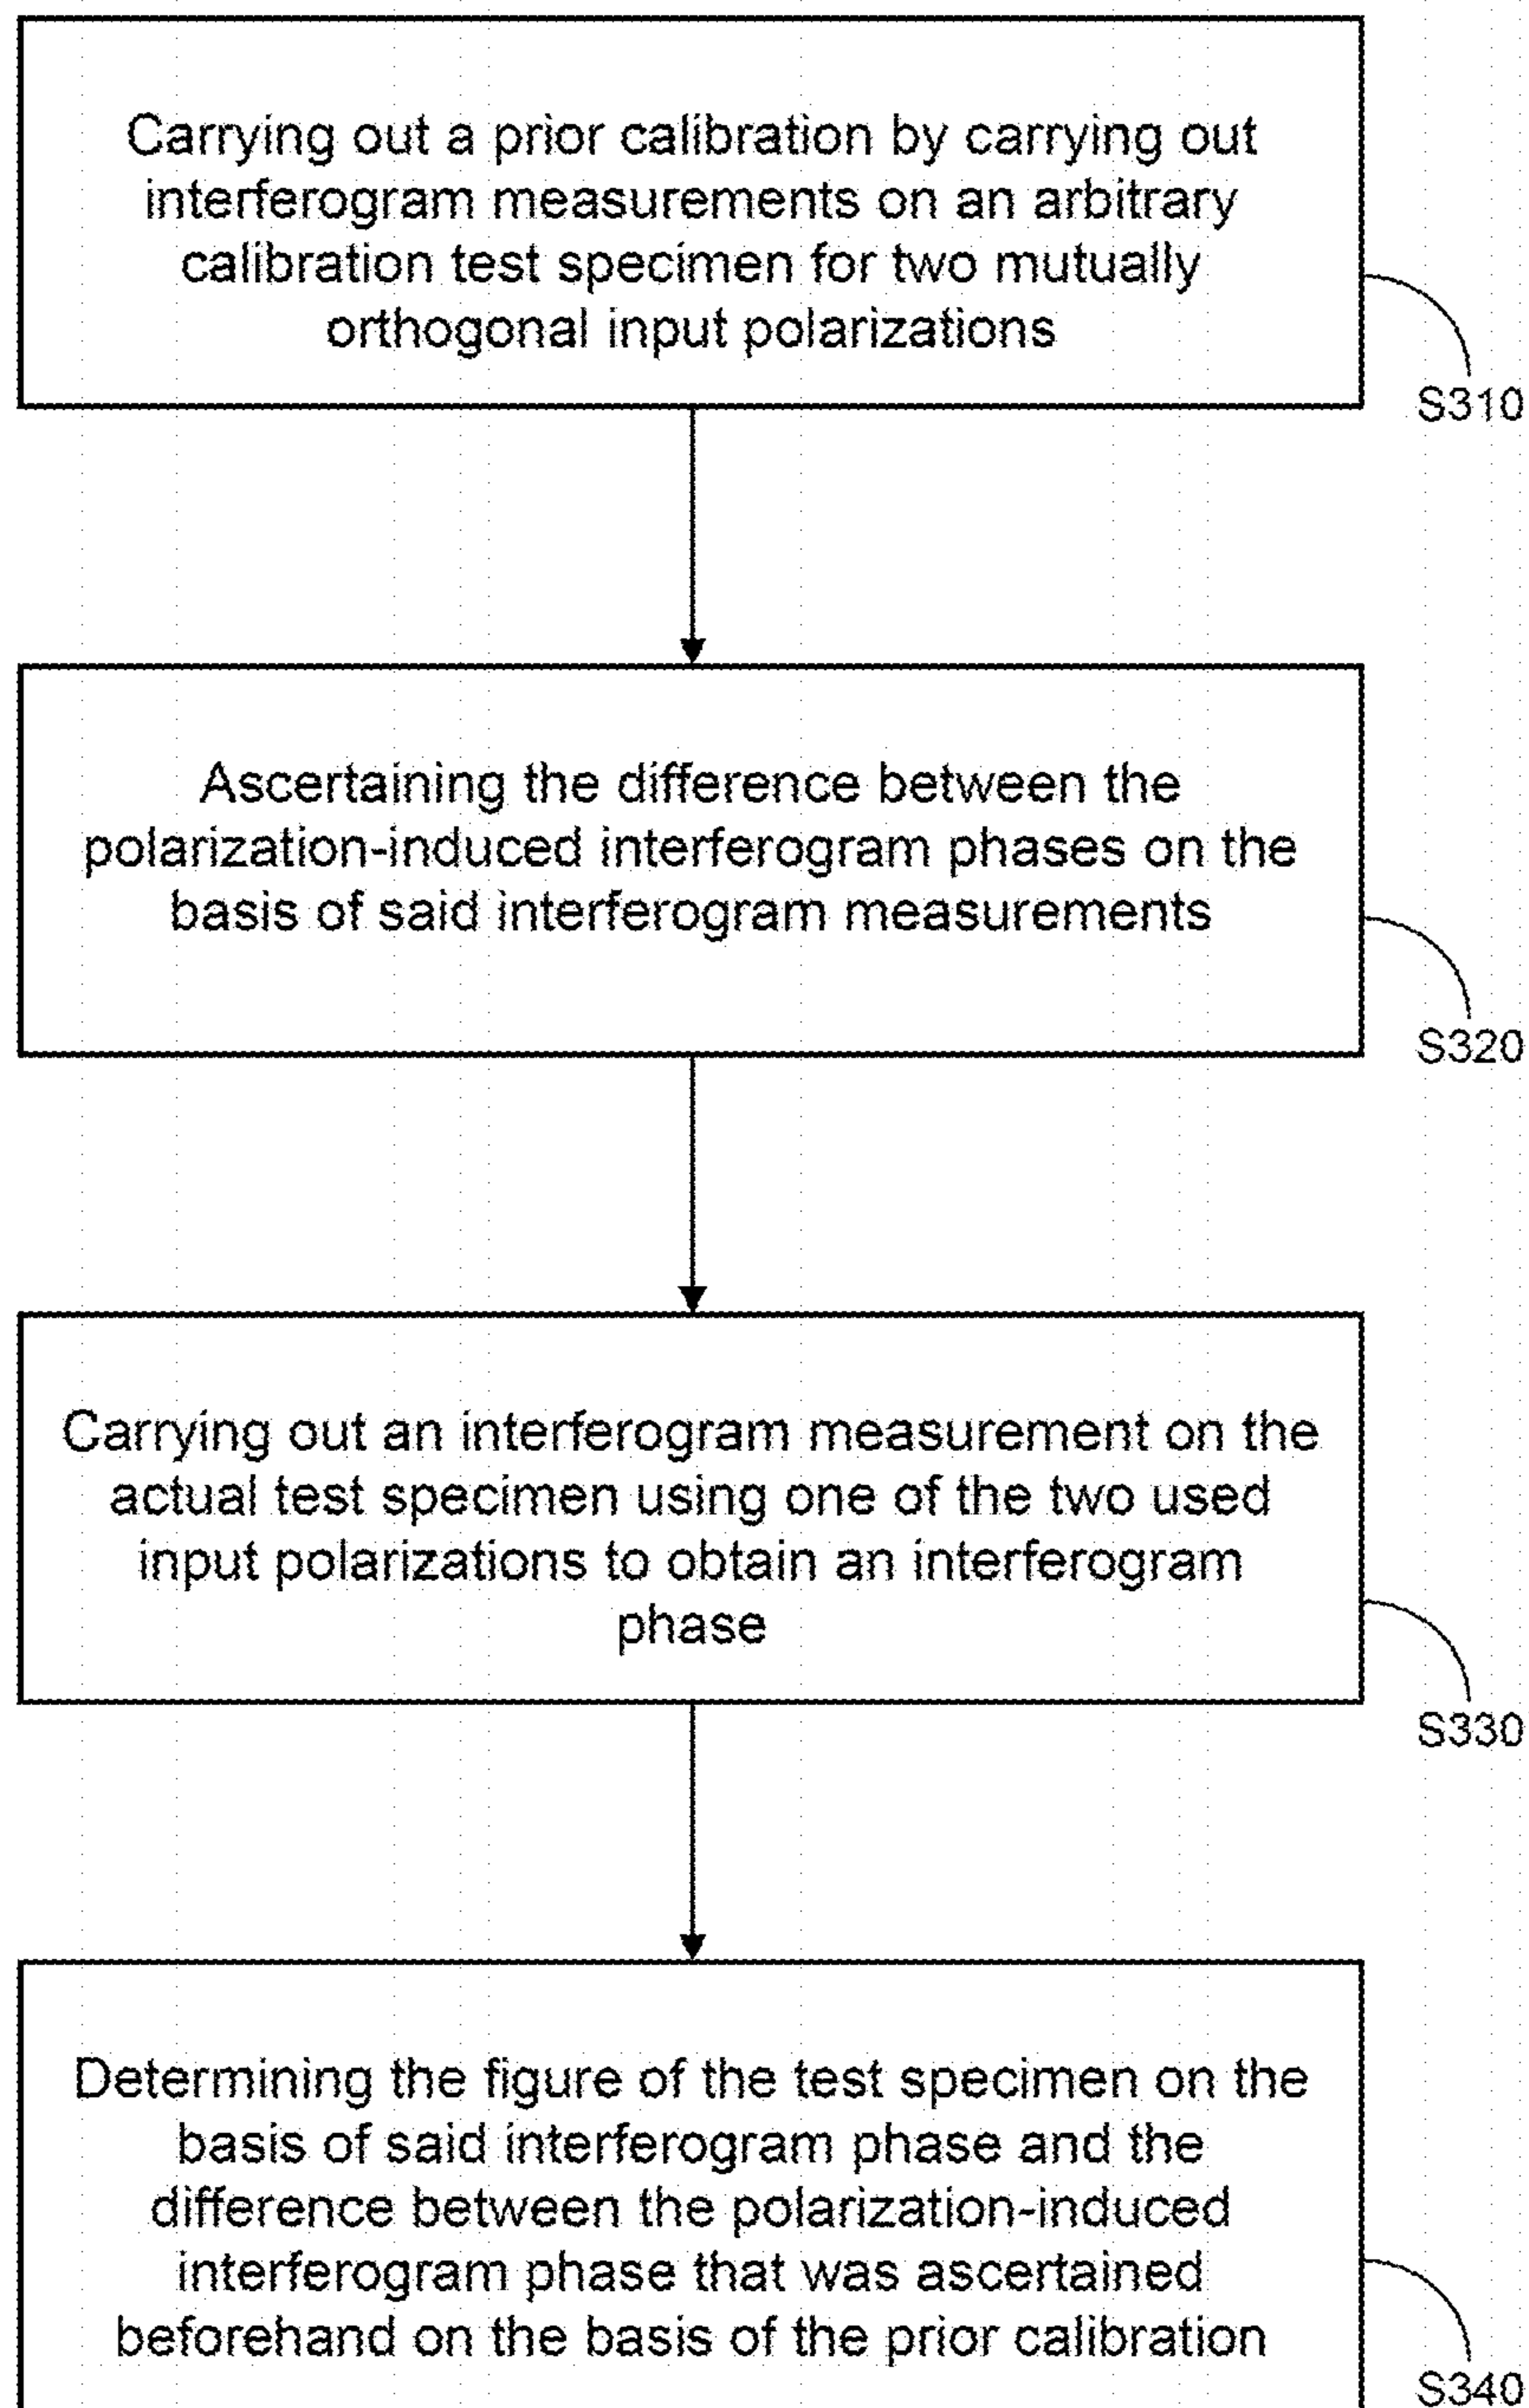 Carrying out a prior calibration by carrying out
interferogram measurements on an arbitrary
calibration test specimen for two mutually
orthogonal input polarizations
S310
Ascertaining the difference between the
polarization-induced interferogram phases on the
basis of said interferogram measurements
S320
Carrying out an interferogram measurement on the
actual test specimen using one of the two used
input polarizations to obtain an interferogram
phase
S330
Determining the figure of the test specimen on the
basis of said interferogram phase and the
difference between the polarization-induced
interferogram phase that was ascertained
beforehand on the basis of the prior calibration
S340